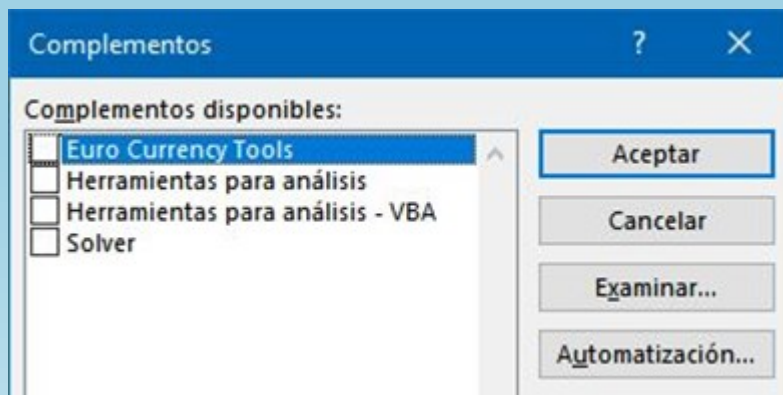 Complementos
Complementos disponibles:
Euro Currency Tools
Herramientas para análisis
Herramientas para análisis - VBA
Solver
Aceptar
Cancelar
Examinar...
Automatización...